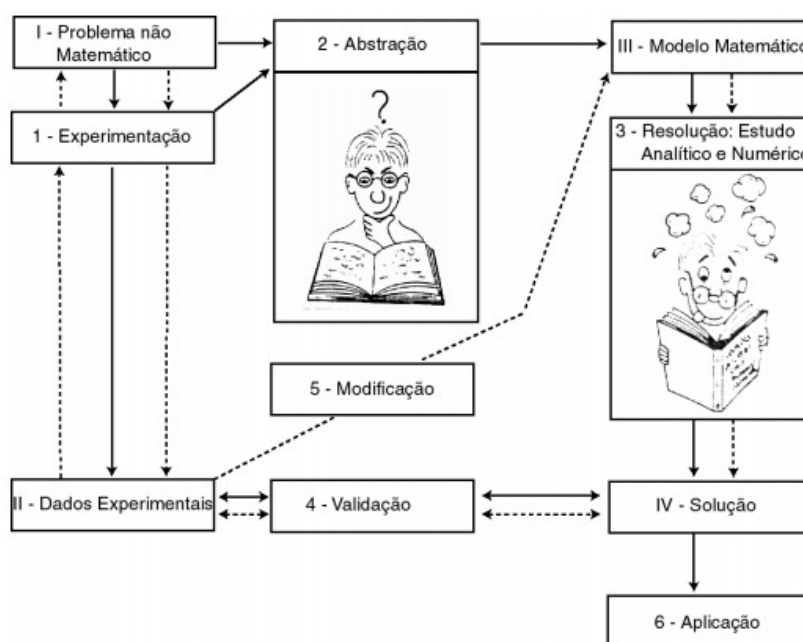 I - Problema não
Matemático
2 - Abstração
III - Modelo Matemático
1 - Experimentação
3 - Resolução: Estudo
Analítico e Numérico
?
5 - Modificação
II - Dados Experimentais
4 - Validação
IV - Solução
6 - Aplicação